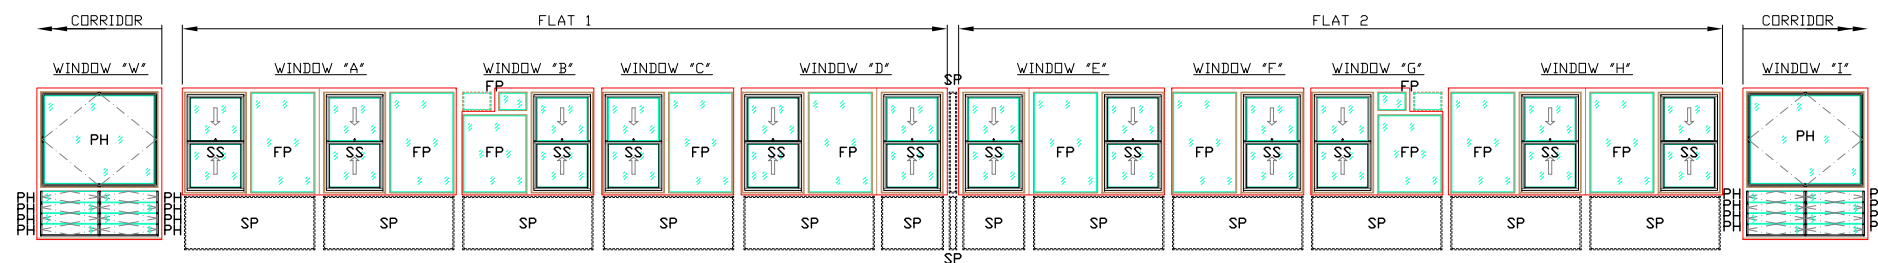 CORRIDOR FLAT 1 FLAT 2 CORRIDOR
WINDOW "W" WINDOW "A" WINDOW "B" WINDOW "C" WINDOW "D" WINDOW "E" WINDOW "F" WINDOW "G" WINDOW "H" WINDOW "I"
FP SP FP
PH PH
SS FP SS FP FP SS SS FP SS FP SS SS FP SS FP SS SS FP FP SS FP SS
PH PH PH P
PH PH PH P
PH PH PH P
PH PH PH P
SP SP SP SP SP SP SP SP SP SP SP SP
SP